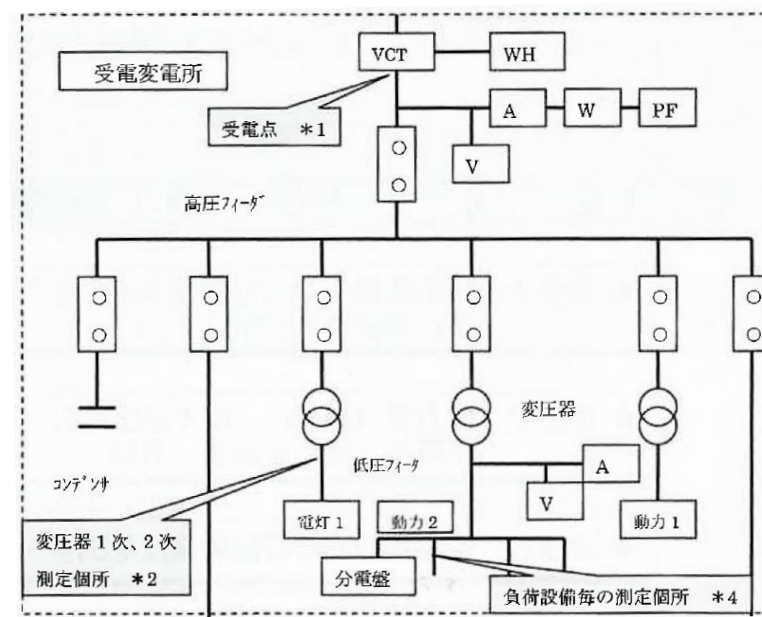 VCT
WH
受電変電所
受電点 *1
A
W
PF
V
高圧フィーダ
変圧器
コンデンサ
低圧フィータ
A
V
電灯1
動力2
動力1
変圧器1次、2次
測定個所 *2
分電盤
負荷設備毎の測定個所 *4